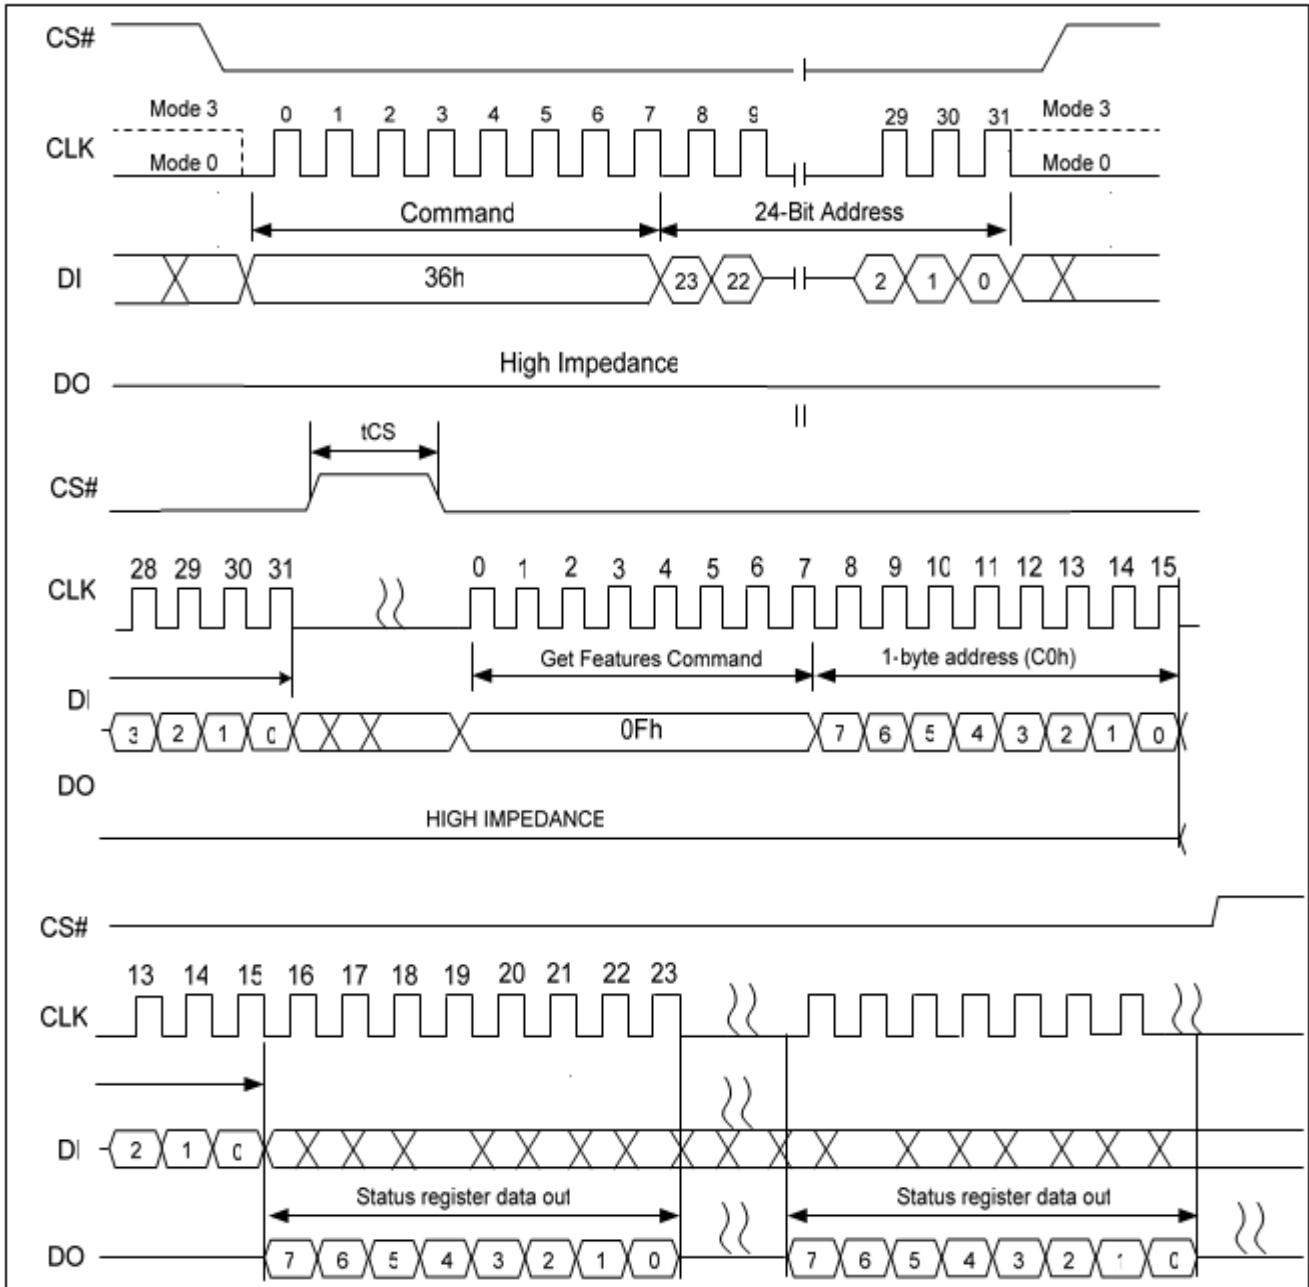 CS#
Mode 3 0 1 2 3 4 5 6 7 8 9 29 30 31 Mode 3
CLK
Mode 0 Mode 0
Command 24-Bit Address
DI 36h 23 22 2 1 0
High Impedance
DO
tCS
CS#
28 29 30 31 0 1 2 3 4 5 6 7 8 9 10 11 12 13 14 15
CLK
Get Features Command 1-byte address (C0h)
DI
3 2 1 0 0Fh 7 6 5 4 3 2 1 0
DO
HIGH IMPEDANCE
CS#
13 14 15 16 17 18 19 20 21 22 23
CLK
DI 2 1 0
Status register data out Status register data out
DO 7 6 5 4 3 2 1 0 7 6 5 4 3 2 1 0